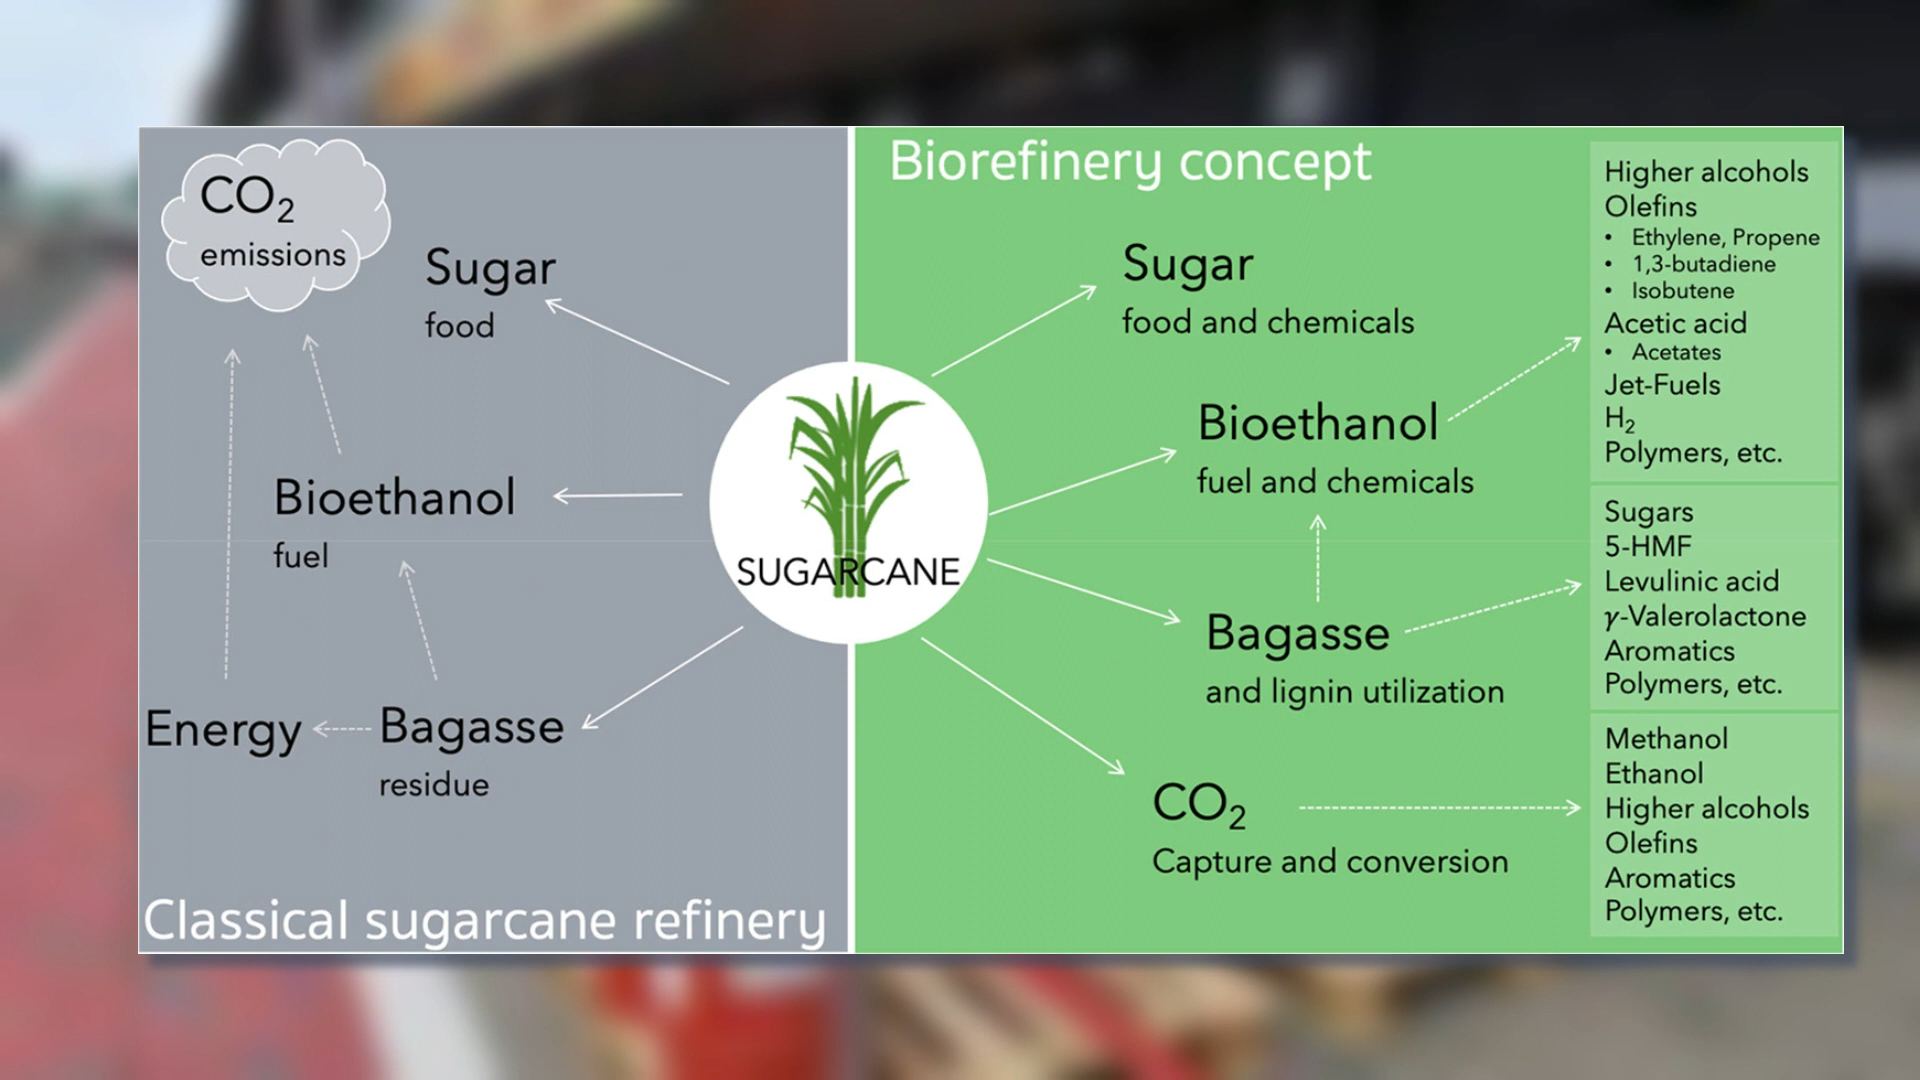 CO₂
emissions
Sugar
food
Bioethanol
fuel
Energy
Bagasse
residue
Classical sugarcane refinery
SUGARCANE
Biorefinery concept
Sugar
food and chemicals
Bioethanol
fuel and chemicals
Bagasse
and lignin utilization
CO₂
Capture and conversion
Higher alcohols
Olefins
• Ethylene, Propene
• 1,3-butadiene
• Isobutene
Acetic acid
• Acetates
Jet-Fuels
H₂
Polymers, etc.
Sugars
5-HMF
Levulinic acid
γ-Valerolactone
Aromatics
Polymers, etc.
Methanol
Ethanol
Higher alcohols
Olefins
Aromatics
Polymers, etc.